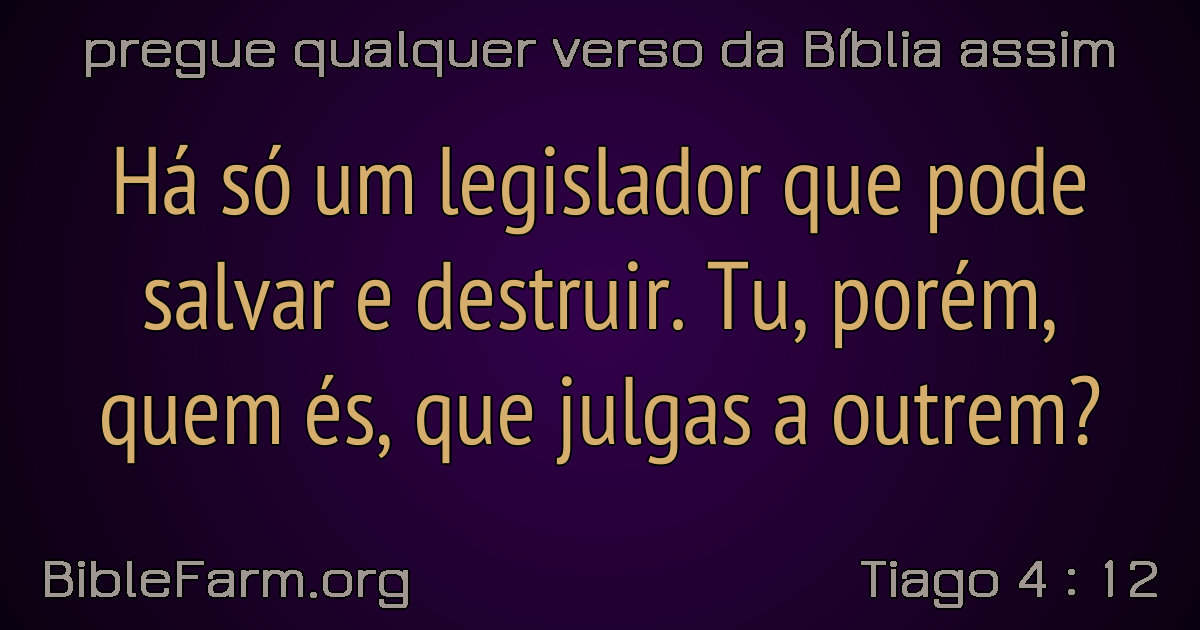 pregue qualquer verso da Bíblia assim
Há só um legislador que pode
salvar e destruir. Tu, porém,
quem és, que julgas a outrem?
BibleFarm.org
Tiago 4 : 12